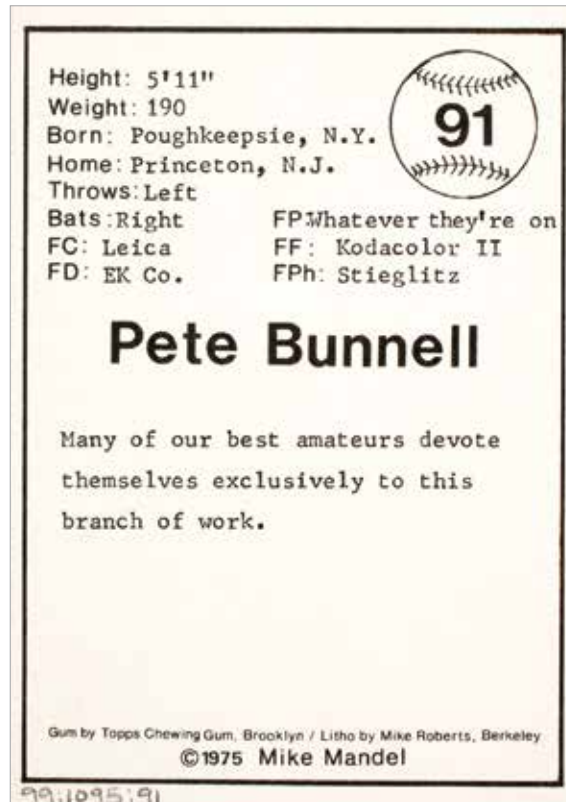 Height: 5'11"
Weight: 190
91
Born: Poughkeepsie, N.Y.
Home: Princeton, N.J.
Throws: Left
Bats: Right FP: Whatever they're on
FC: Leica FF: Kodacolor II
FD: EK Co. FPh: Stieglitz
Pete Bunnell
Many of our best amateurs devote
themselves exclusively to this
branch of work.
Gum by Topps Chewing Gum, Brooklyn / Litho by Mike Roberts, Berkeley
©1975 Mike Mandel
99:1095:91